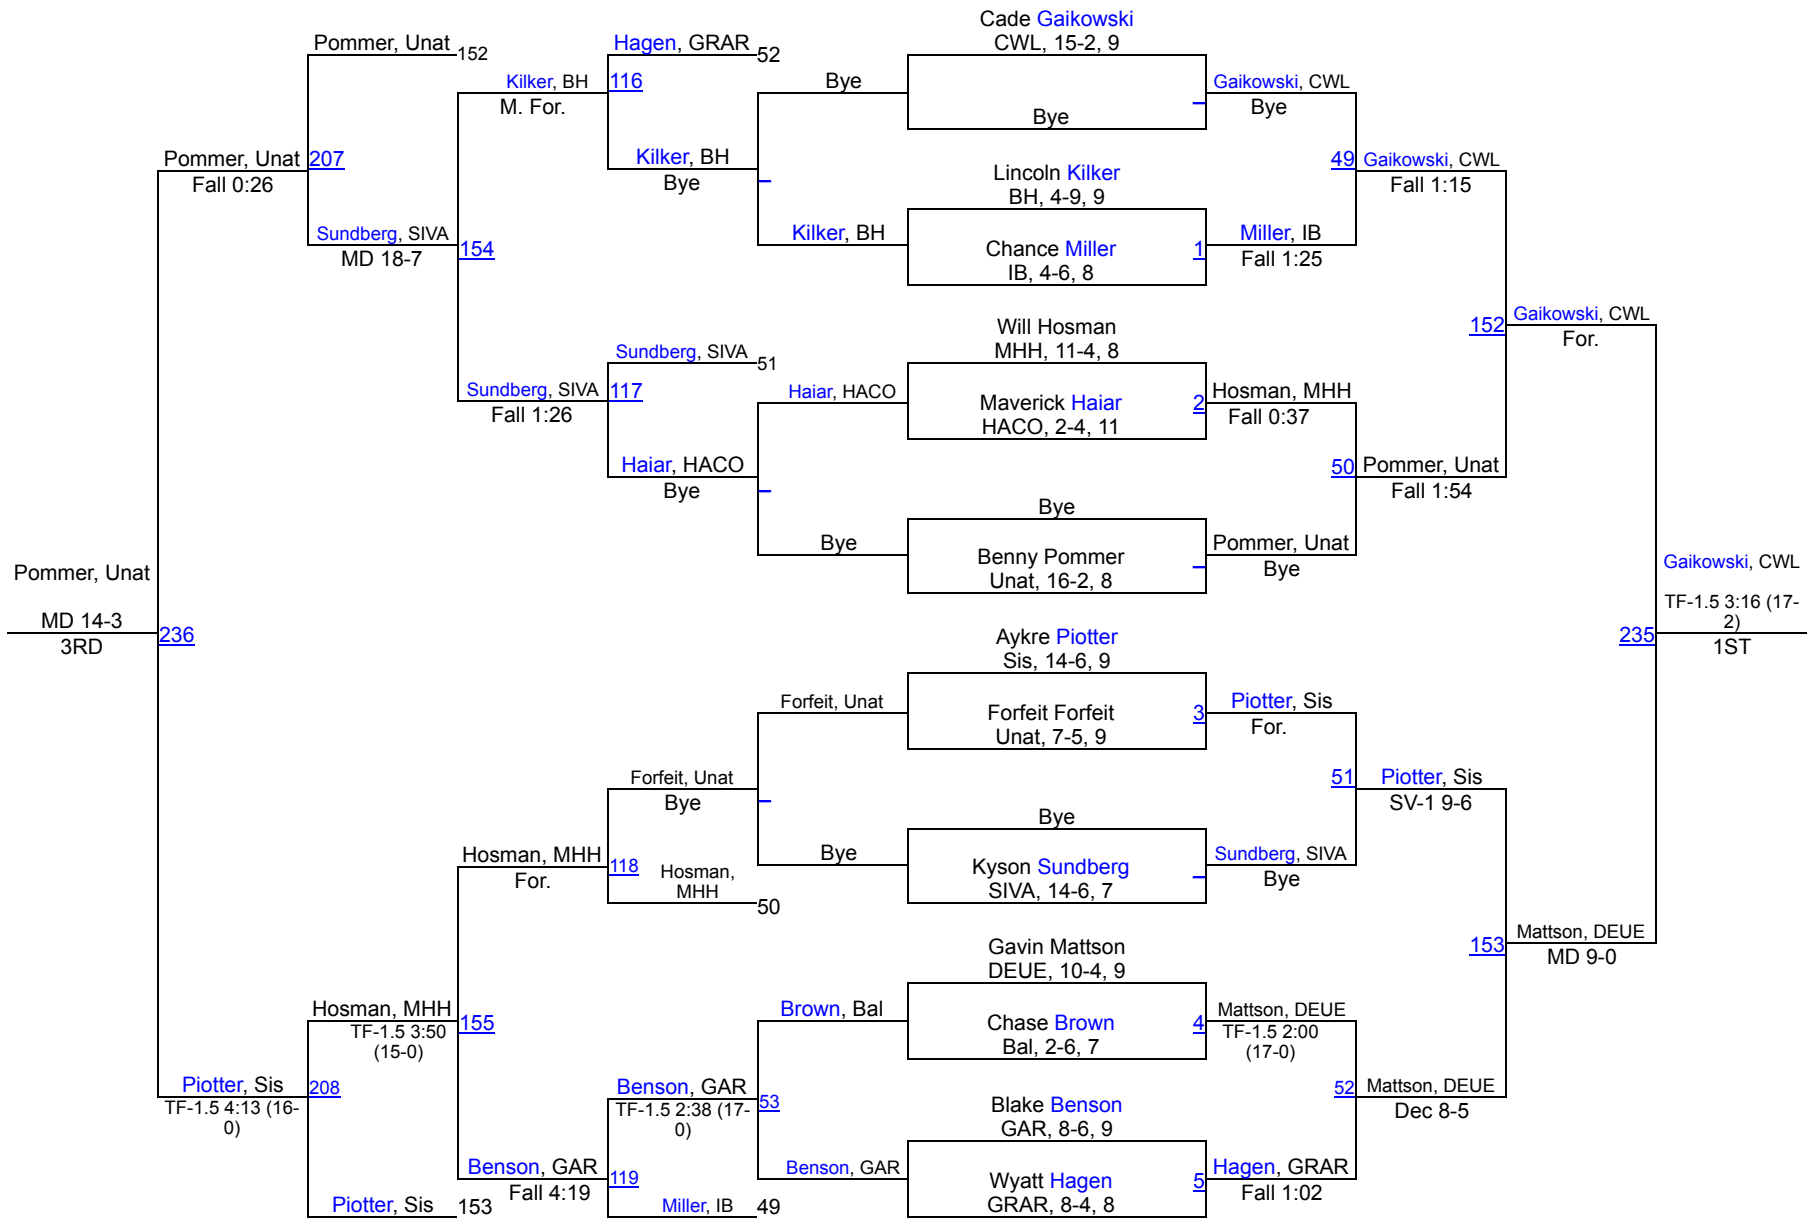 Cade Gaikowski
CWL, 15-2, 9
Pommer, Unat
152
Hagen, GRAR
52
Kilker, BH
116
M. For.
Bye
Gaikowski, CWL
Bye
Bye
Pommer, Unat
207
Fall 0:26
Kilker, BH
Bye
Lincoln Kilker
BH, 4-9, 9
49
Gaikowski, CWL
Fall 1:15
Sundberg, SIVA
MD 18-7
154
Kilker, BH
Chance Miller
IB, 4-6, 8
1
Miller, IB
Fall 1:25
Will Hosman
MHH, 11-4, 8
152
Gaikowski, CWL
For.
Sundberg, SIVA
51
Sundberg, SIVA
117
Fall 1:26
Haiar, HACO
Maverick Haiar
HACO, 2-4, 11
2
Hosman, MHH
Fall 0:37
Haiar, HACO
Bye
50
Pommer, Unat
Fall 1:54
Bye
Bye
Benny Pommer
Unat, 16-2, 8
Pommer, Unat
Bye
Pommer, Unat
MD 14-3
3RD
236
Gaikowski, CWL
TF-1.5 3:16 (17-
2)
1ST
235
Aykre Piotter
Sis, 14-6, 9
Forfeit, Unat
Forfeit Forfeit
Unat, 7-5, 9
3
Piotter, Sis
For.
Forfeit, Unat
Bye
51
Piotter, Sis
SV-1 9-6
Bye
Hosman, MHH
For.
118
Hosman,
MHH
50
Bye
Kyson Sundberg
SIVA, 14-6, 7
Sundberg, SIVA
Bye
Gavin Mattson
DEUE, 10-4, 9
153
Mattson, DEUE
MD 9-0
Hosman, MHH
TF-1.5 3:50
(15-0)
155
Brown, Bal
Chase Brown
Bal, 2-6, 7
4
Mattson, DEUE
TF-1.5 2:00
(17-0)
Piotter, Sis
TF-1.5 4:13 (16-
0)
208
Benson, GAR
TF-1.5 2:38 (17-
0)
53
Blake Benson
GAR, 8-6, 9
52
Mattson, DEUE
Dec 8-5
Benson, GAR
Fall 4:19
119
Benson, GAR
Wyatt Hagen
GRAR, 8-4, 8
5
Hagen, GRAR
Fall 1:02
Piotter, Sis
153
Miller, IB
49